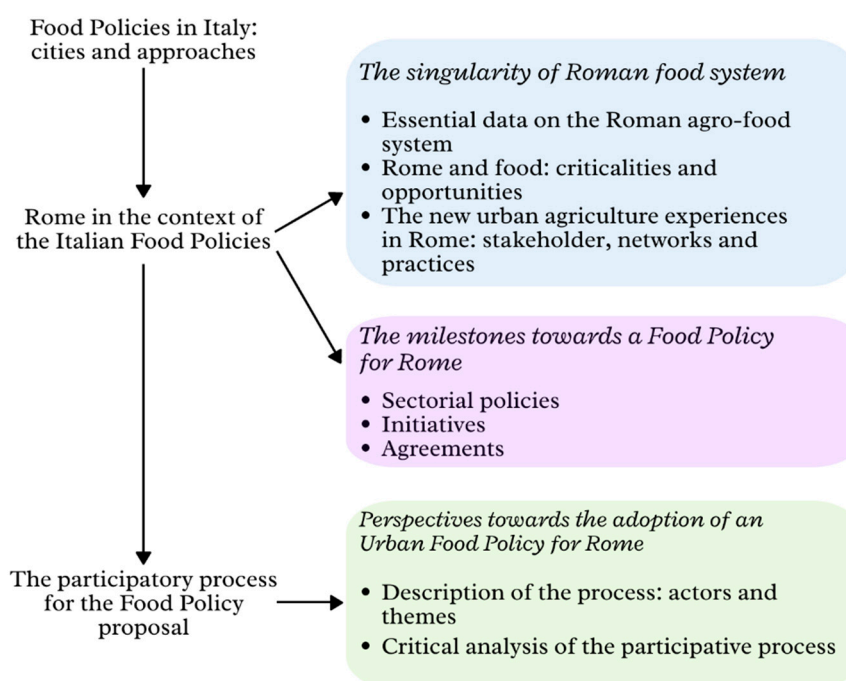 Food Policies in Italy:
cities and approaches
The singularity of Roman food system
• Essential data on the Roman agro-food
system
• Rome and food: criticalities and
opportunities
• The new urban agriculture experiences
in Rome: stakeholder, networks and
practices
Rome in the context of
the Italian Food Policies
The milestones towards a Food Policy
for Rome
• Sectorial policies
• Initiatives
• Agreements
The participatory process
for the Food Policy
proposal
Perspectives towards the adoption of an
Urban Food Policy for Rome
• Description of the process: actors and
themes
• Critical analysis of the participative process